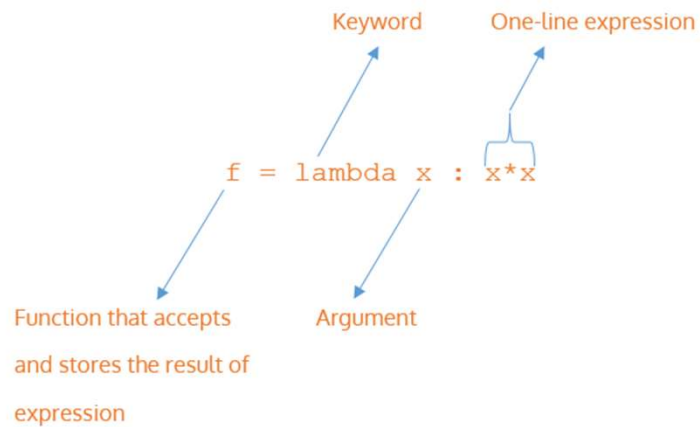 Keyword
One-line expression
f = lambda x : x*x
Function that accepts
and stores the result of
expression
Argument